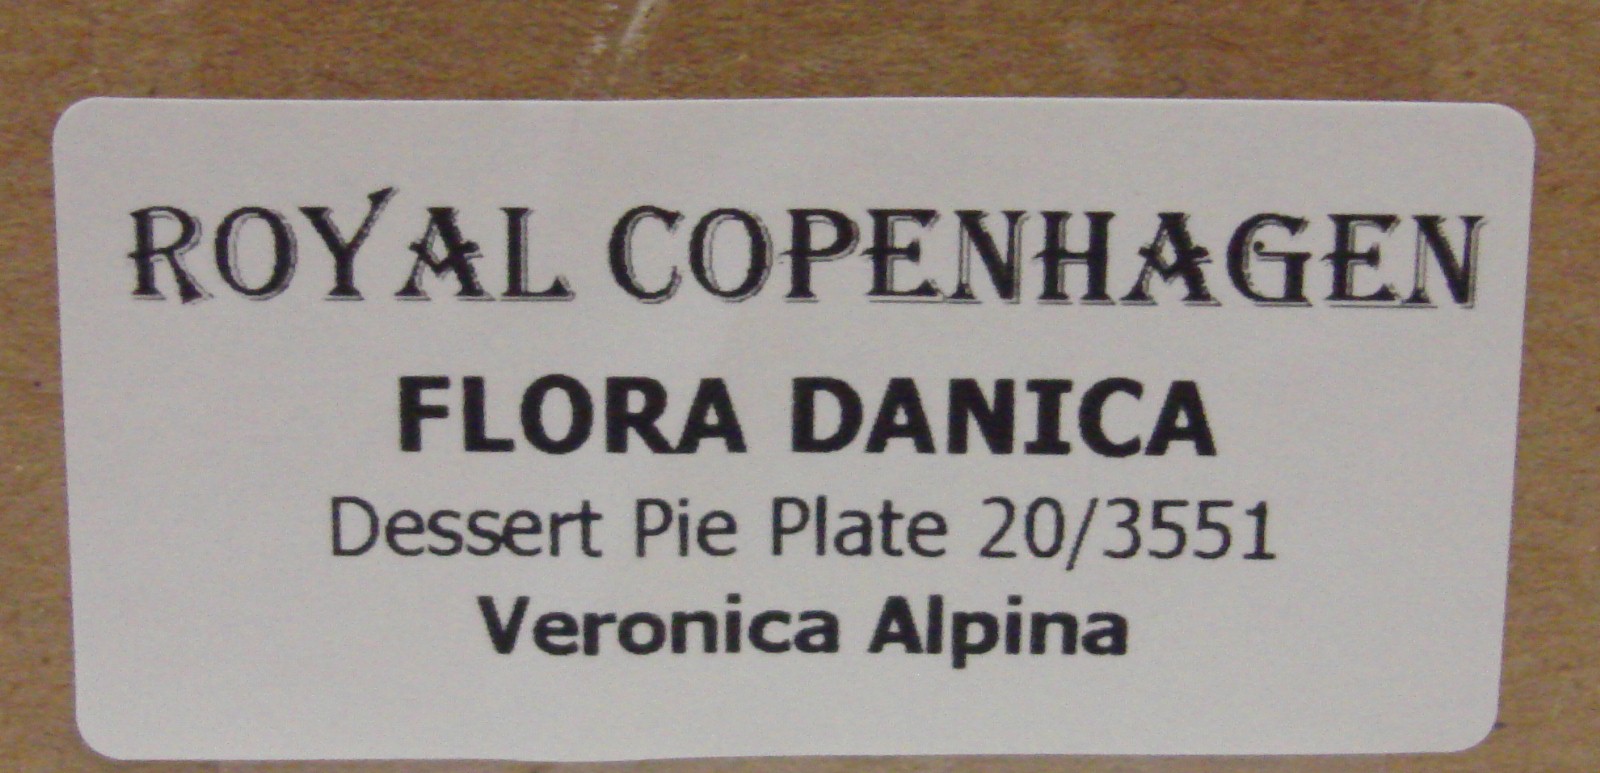 ROYAL COPENHAGEN
FLORA DANICA
Dessert Pie Plate 20/3551
Veronica Alpina